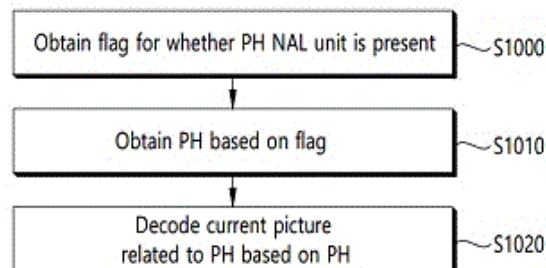 Obtain flag for whether PH NAL unit is present
S1000
Obtain PH based on flag
S1010
Decode current picture
related to PH based on PH
S1020